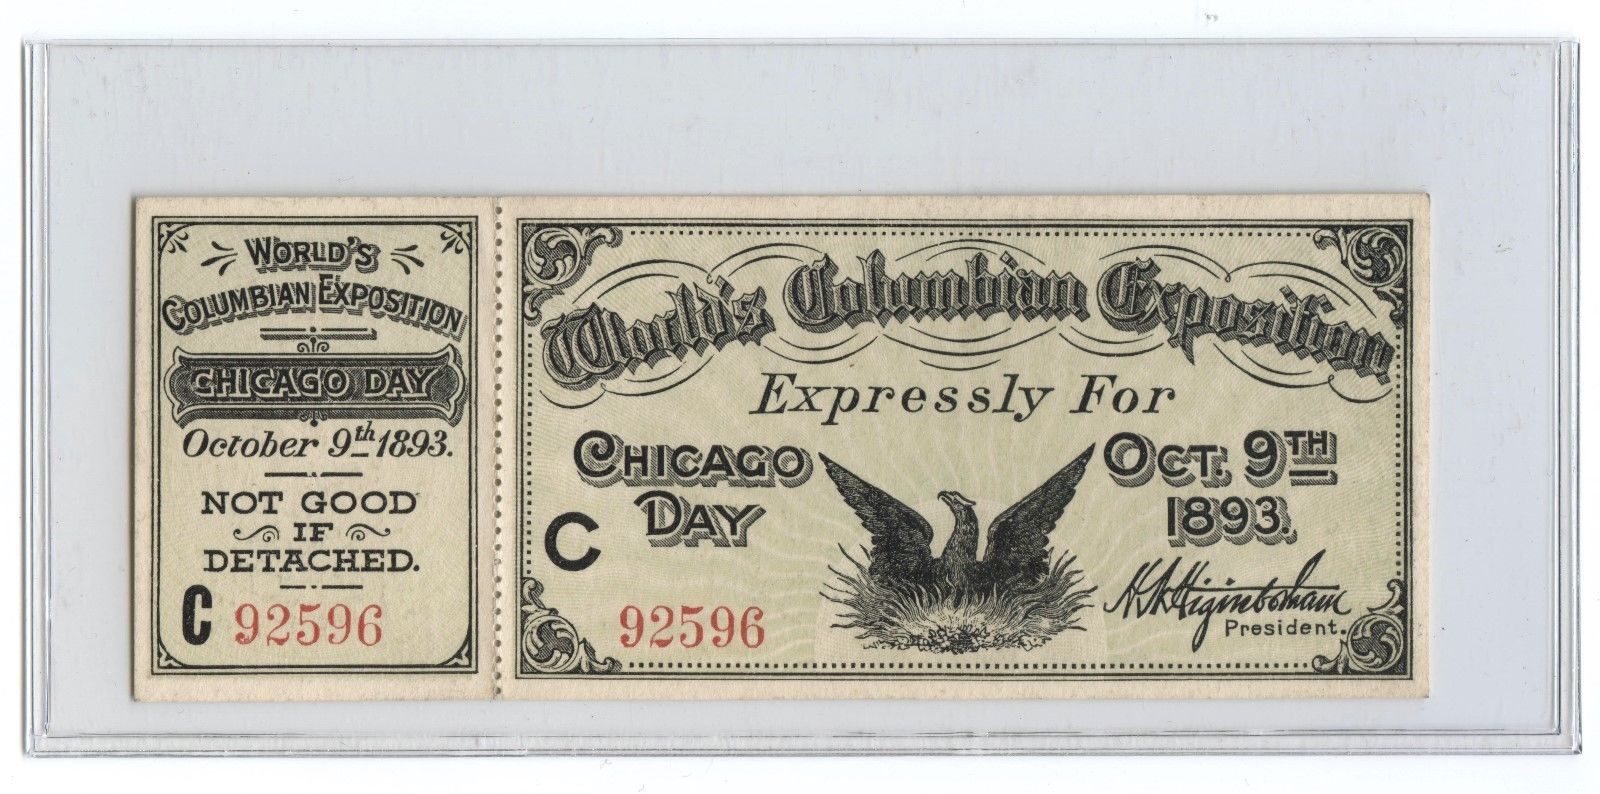 WORLD'S
COLUMBIAN EXPOSITION
CHICAGO DAY
October 9th 1893.
NOT GOOD
IF
DETACHED.
C 92596
World's Columbian Exposition
Expressly For
CHICAGO DAY
OCT. 9TH 1893.
C
92596
H.N. Higinbotham
President.